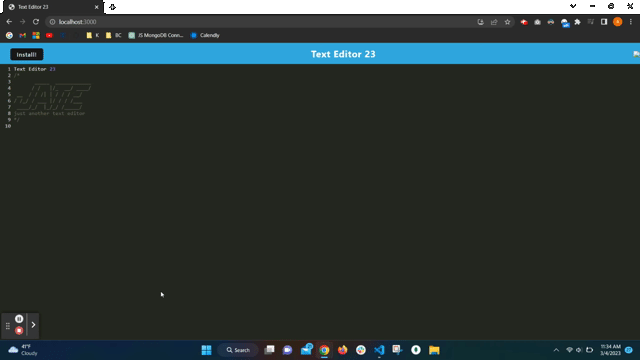 Text Editor 23
localhost:3000
K
BC
JS MongoDB Conn...
Calendly
Install!
Text Editor 23
1 Text Editor 23
2 /*
3
4
5
6
7
8 just another text editor
9 */
10
41°F
Cloudy
Search
11:34 AM
3/4/2023